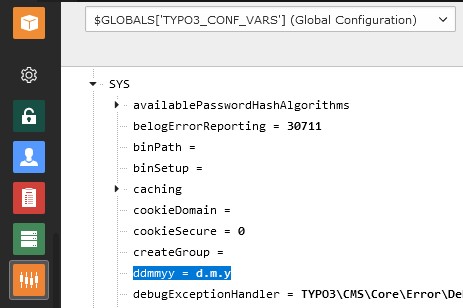 $GLOBALS['TYPO3_CONF_VARS'] (Global Configuration)
SYS
availablePasswordHashAlgorithms
belogErrorReporting = 30711
binPath =
binSetup =
caching
cookieDomain =
cookieSecure = 0
createGroup =
ddmmyy = d.m.y
debugExceptionHandler = TYPO3\CMS\Core\Error\De